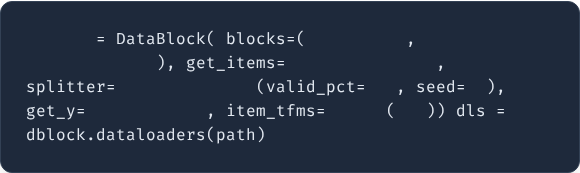 = DataBlock( blocks=( ,
), get_items= ,
splitter= (valid_pct= , seed= ),
get_y= , item_tfms= ( )) dls =
dblock.dataloaders(path)